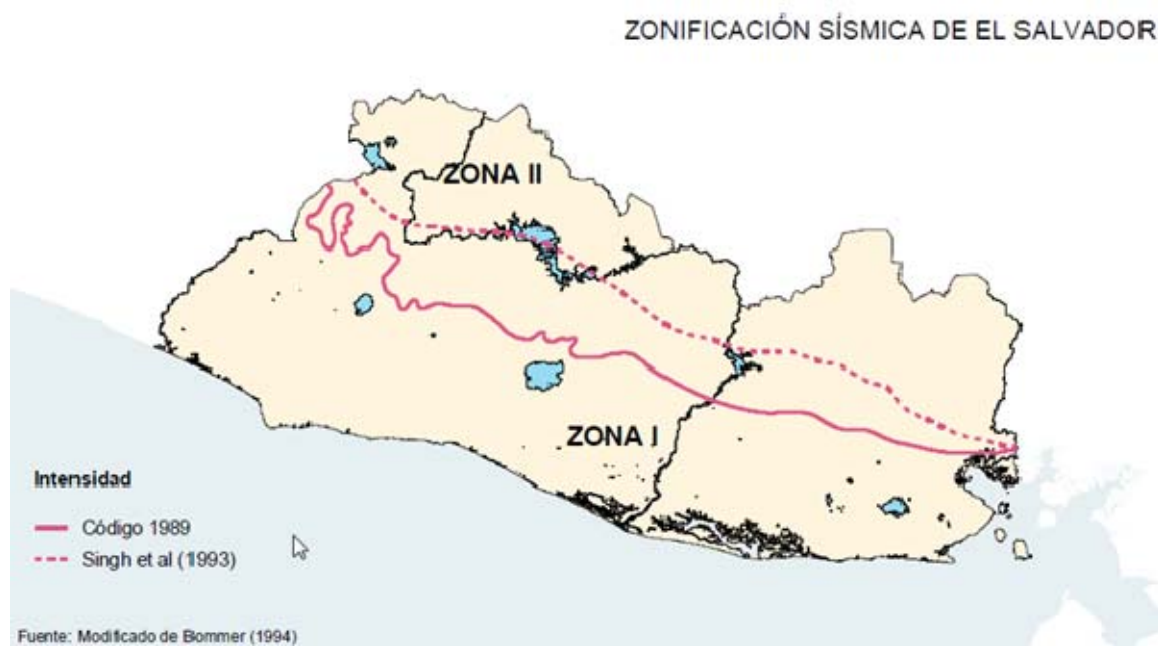 ZONIFICACIÓN SÍSMICA DE EL SALVADOR
ZONA II
ZONA I
Intensidad
Código 1989
Singh et al (1993)
Fuente: Modificado de Bommer (1994)